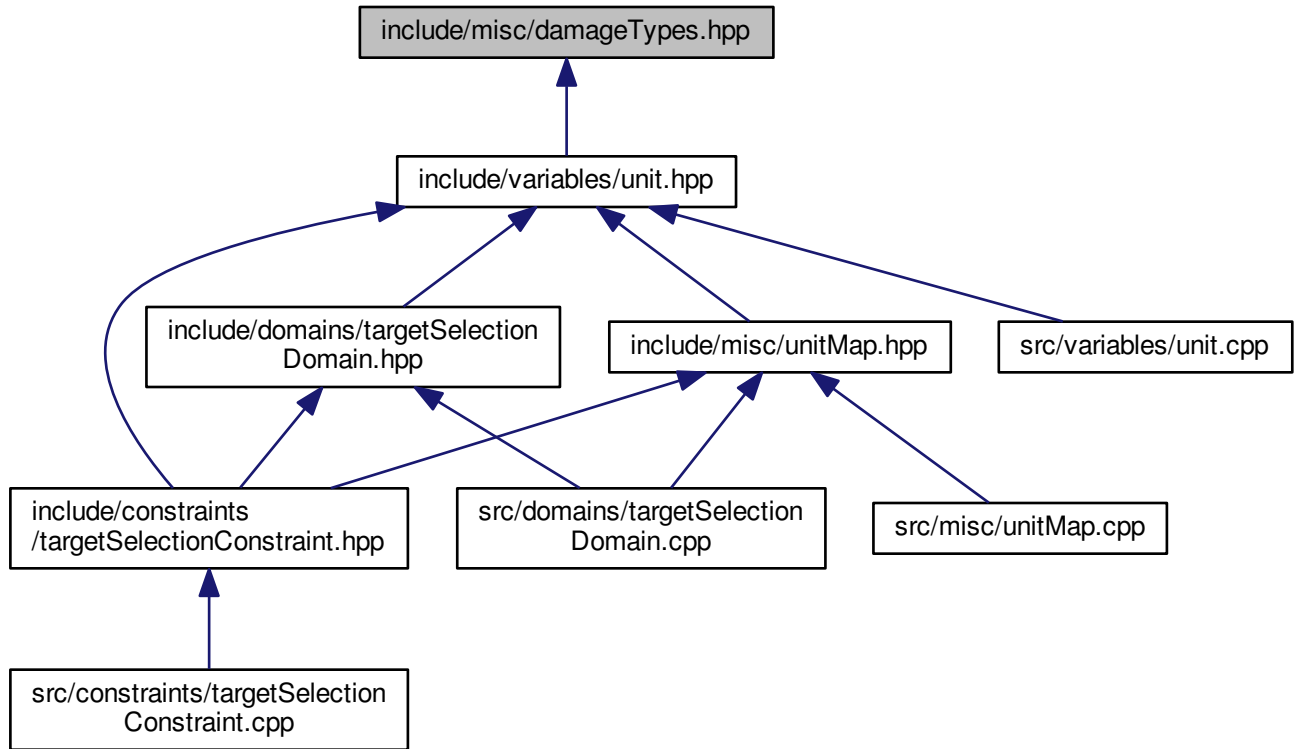 include/misc/damageTypes.hpp
include/variables/unit.hpp
include/domains/targetSelection
Domain.hpp
include/misc/unitMap.hpp
src/variables/unit.cpp
include/constraints
/targetSelectionConstraint.hpp
src/domains/targetSelection
Domain.cpp
src/misc/unitMap.cpp
src/constraints/targetSelection
Constraint.cpp